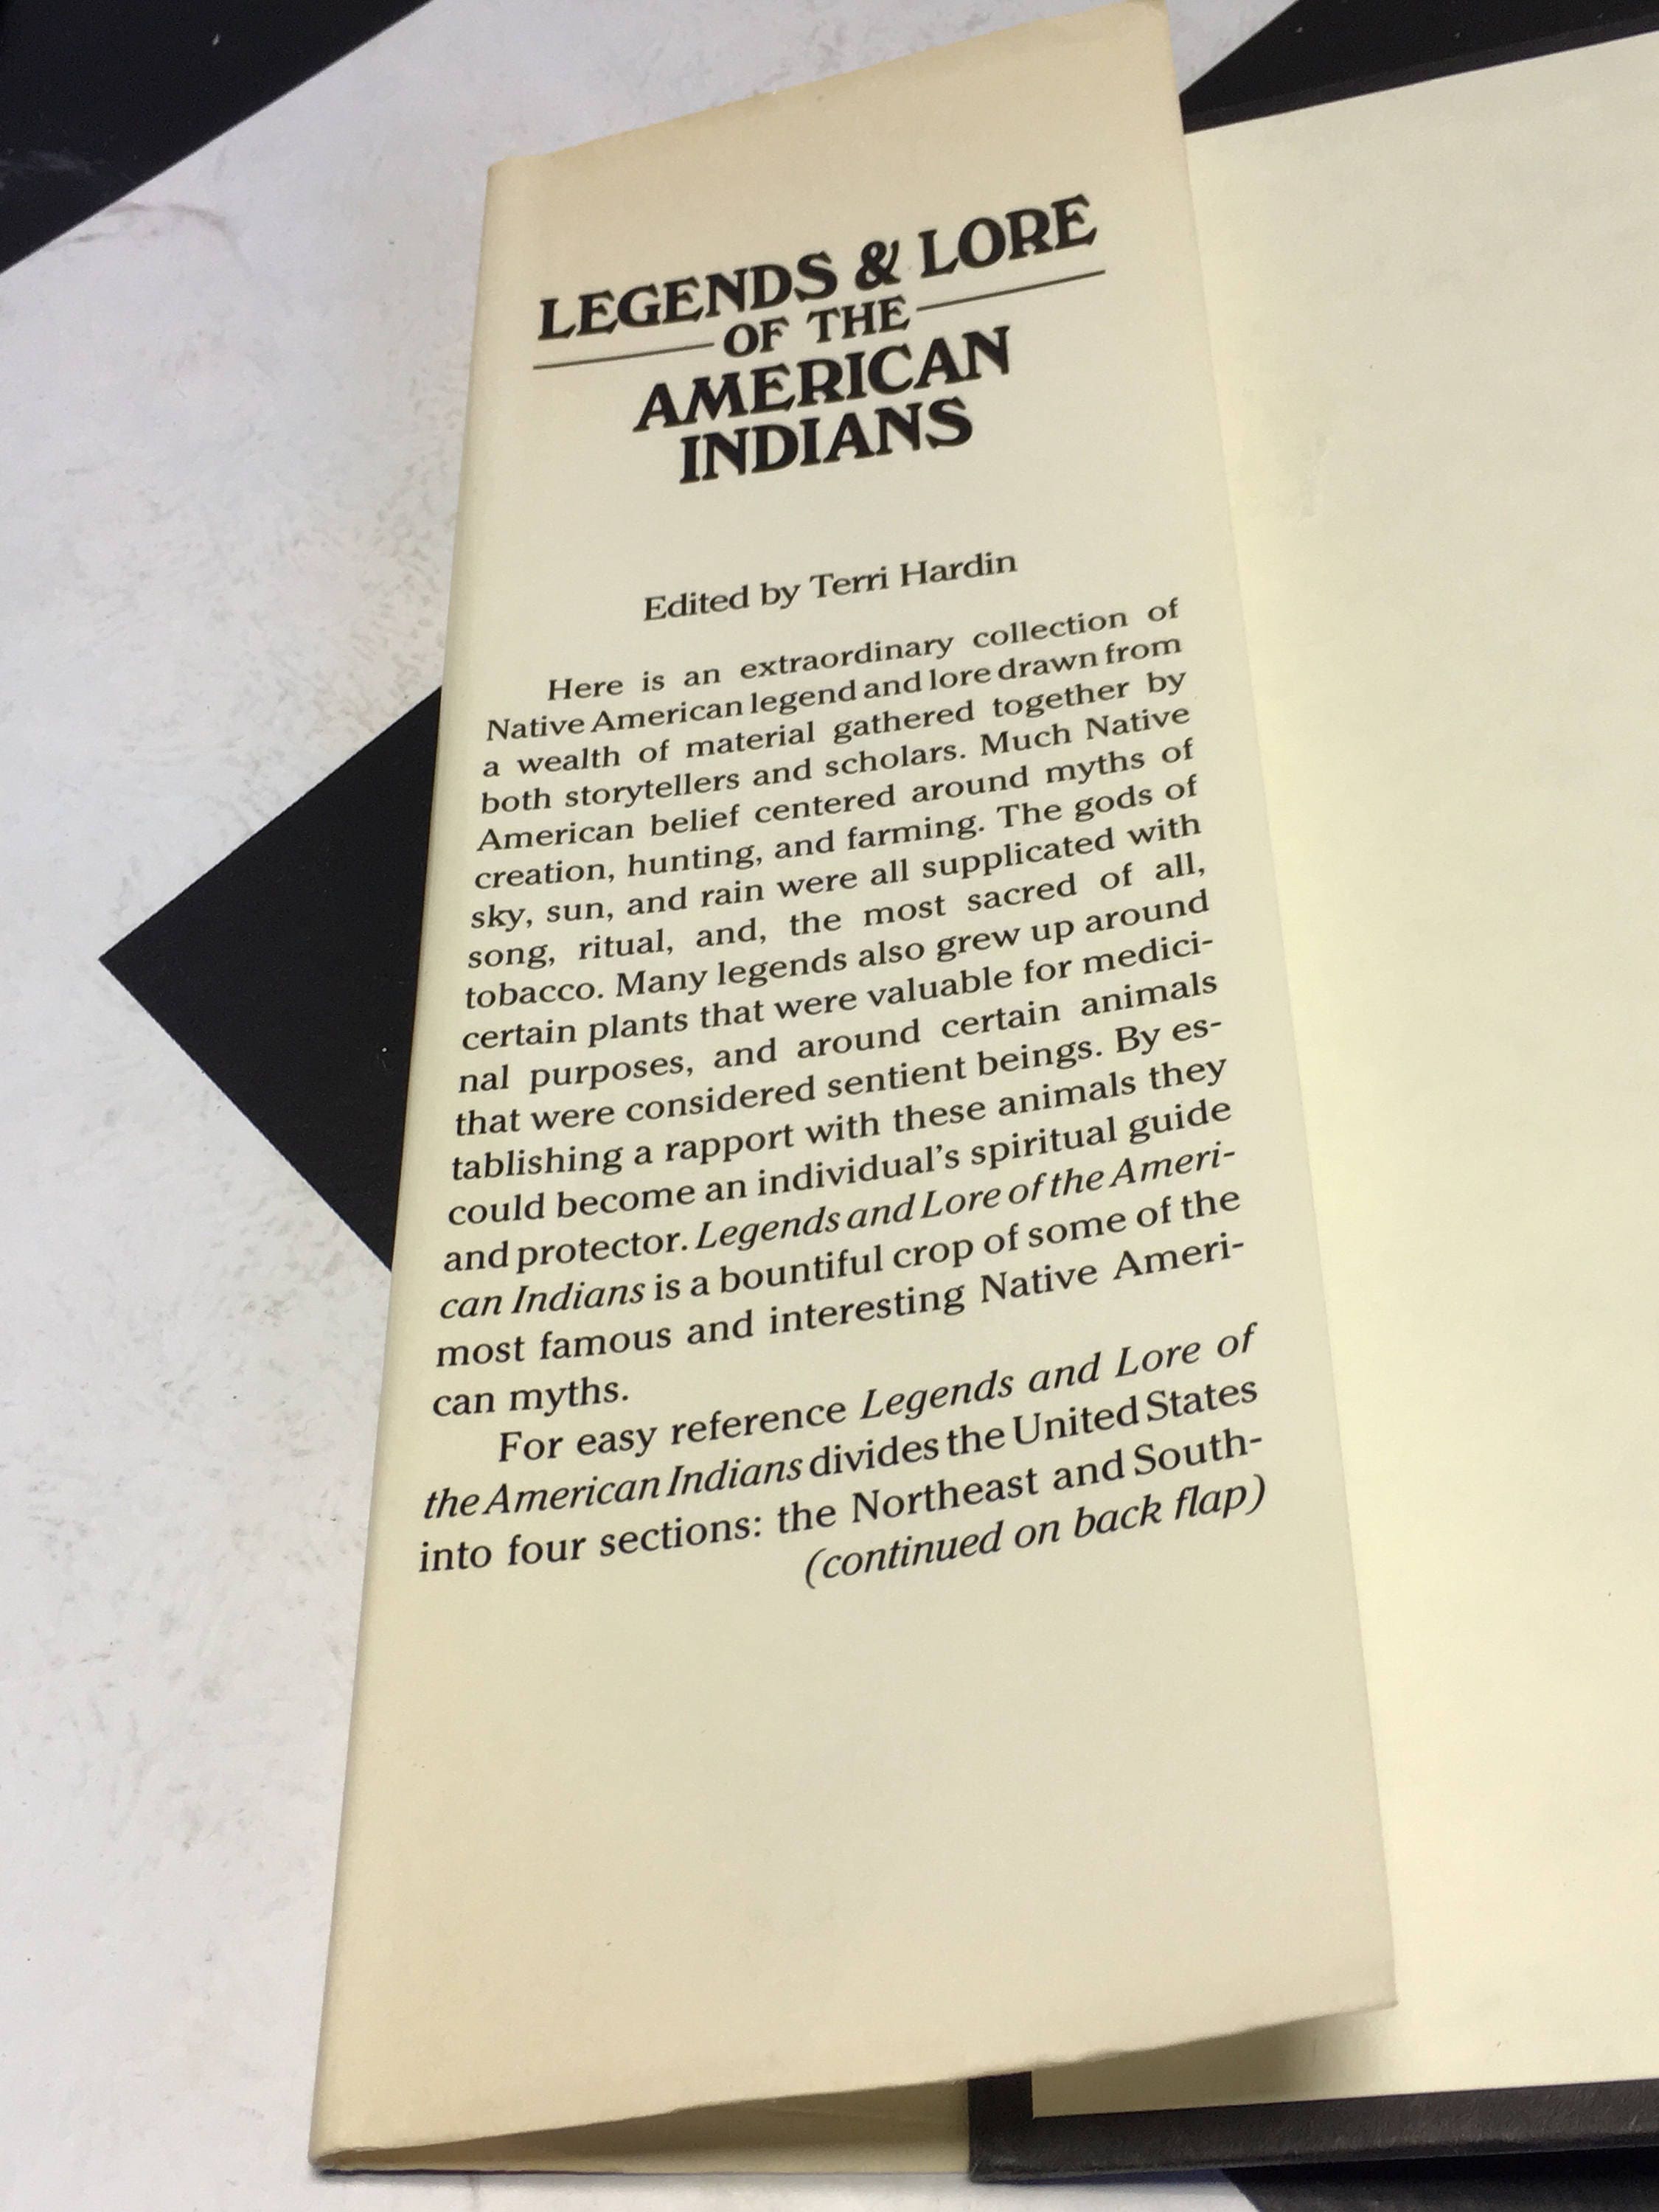 LEGENDS & LORE
OF THE
AMERICAN
INDIANS
Edited by Terri Hardin
Here is an extraordinary collection of
Native American legend and lore drawn from
a wealth of material gathered together by
both storytellers and scholars. Much Native
American belief centered around myths of
creation, hunting, and farming. The gods of
sky, sun, and rain were all supplicated with
song, ritual, and, the most sacred of all,
tobacco. Many legends also grew up around
certain plants that were valuable for medici-
nal purposes, and around certain animals
that were considered sentient beings. By es-
tablishing a rapport with these animals they
could become an individual's spiritual guide
and protector. Legends and Lore of the Ameri-
can Indians is a bountiful crop of some of the
most famous and interesting Native Ameri-
can myths.
For easy reference Legends and Lore of
the American Indians divides the United States
into four sections: the Northeast and South-
(continued on back flap)